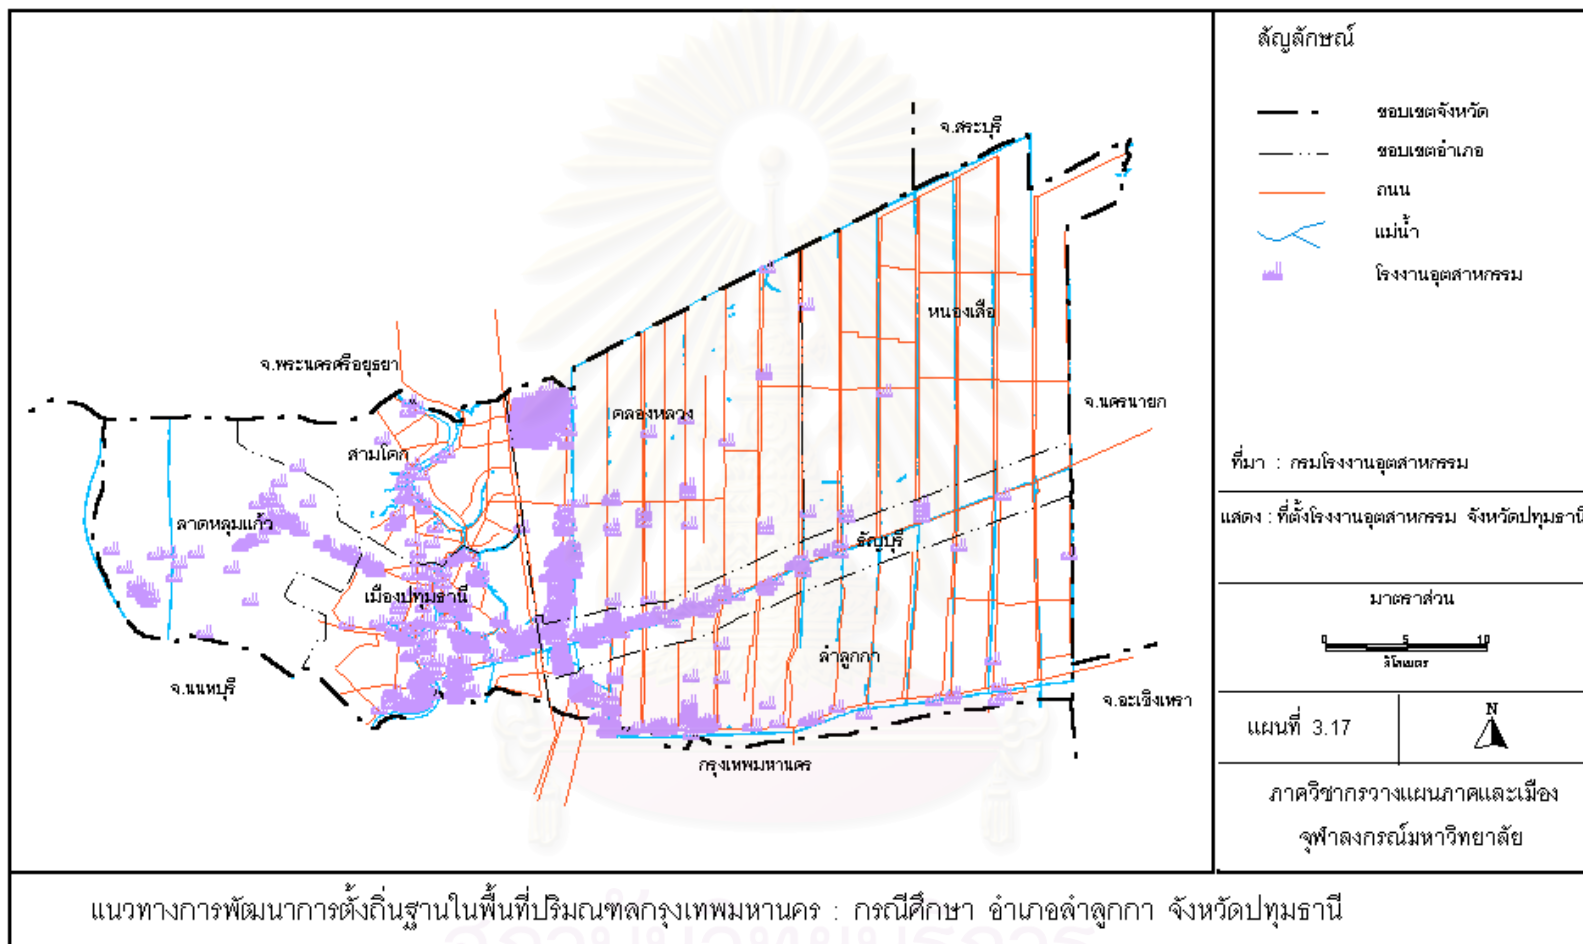 สัญลักษณ์
ขอบเขตจังหวัด
ขอบเขตอำเภอ
ถนน
แม่น้ำ
โรงงานอุตสาหกรรม
จ.สระบุรี
หนองเสือ
จ.พระนครศรีอยุธยา
จ.นครนายก
คลองหลวง
สามโคก
ลาดหลุมแก้ว
ธัญบุรี
เมืองปทุมธานี
ลำลูกกา
จ.นนทบุรี
จ.ฉะเชิงเทรา
กรุงเทพมหานคร
ที่มา : กรมโรงงานอุตสาหกรรม
แสดง : ที่ตั้งโรงงานอุตสาหกรรม จังหวัดปทุมธานี
มาตราส่วน
0 5 10
กิโลเมตร
แผนที่ 3.17
N
ภาควิชาการวางแผนภาคและเมือง
จุฬาลงกรณ์มหาวิทยาลัย
แนวทางการพัฒนาการตั้งถิ่นฐานในพื้นที่ปริมณฑลกรุงเทพมหานคร : กรณีศึกษา อำเภอลำลูกกา จังหวัดปทุมธานี
สถาบันวิทยบริการ